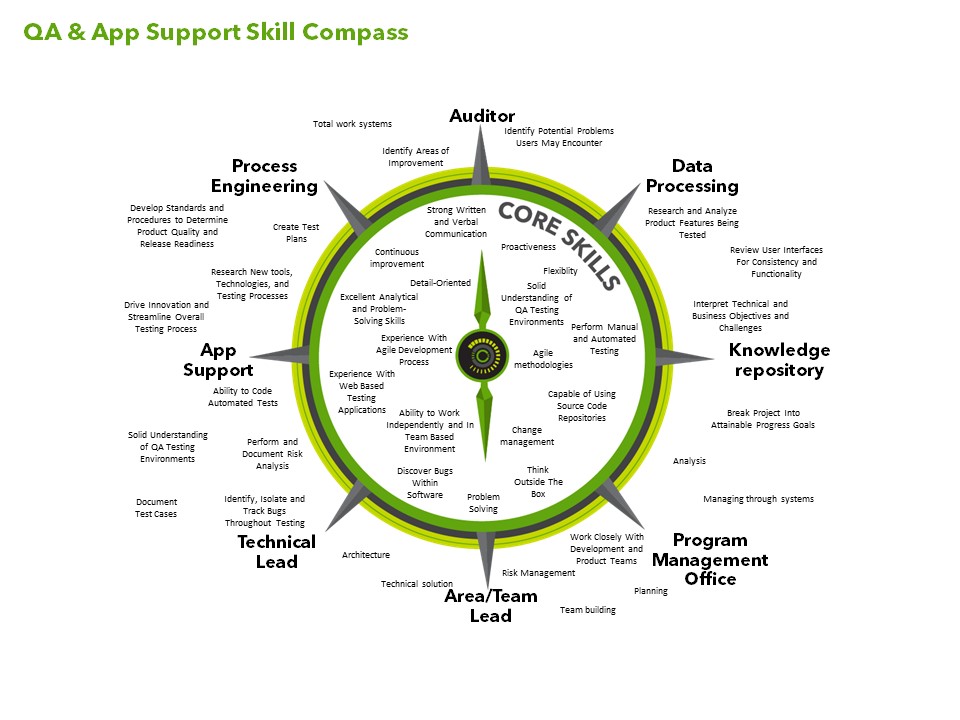 QA & App Support Skill Compass
Auditor
Total work systems
Identify Potential Problems
Users May Encounter
Identify Areas of
Improvement
Process
Engineering
Data
Processing
Develop Standards and
Procedures to Determine
Product Quality and
Release Readiness
Create Test
Plans
Research New tools,
Technologies, and
Testing Processes
Drive Innovation and
Streamline Overall
Testing Process
Research and Analyze
Product Features Being
Tested
Review User Interfaces
For Consistency and
Functionality
Interpret Technical and
Business Objectives and
Challenges
CORE SKILLS
Strong Written
and Verbal
Communication
Proactiveness
Continuous
improvement
Flexiblity
Detail-Oriented
Solid
Understanding of
QA Testing
Environments
Excellent Analytical
and Problem-
Solving Skills
Perform Manual
and Automated
Testing
Experience With
Agile Development
Process
Agile
methodologies
Experience With
Web Based
Testing
Applications
Capable of Using
Source Code
Repositories
Ability to Work
Independently and In
Team Based
Environment
Change
management
Discover Bugs
Within
Software
Think
Outside The
Box
Problem
Solving
App
Support
Knowledge
repository
Ability to Code
Automated Tests
Solid Understanding
of QA Testing
Environments
Perform and
Document Risk
Analysis
Document
Test Cases
Identify, Isolate and
Track Bugs
Throughout Testing
Break Project Into
Attainable Progress Goals
Analysis
Managing through systems
Technical
Lead
Program
Management
Office
Architecture
Technical solution
Work Closely With
Development and
Product Teams
Risk Management
Planning
Team building
Area/Team
Lead